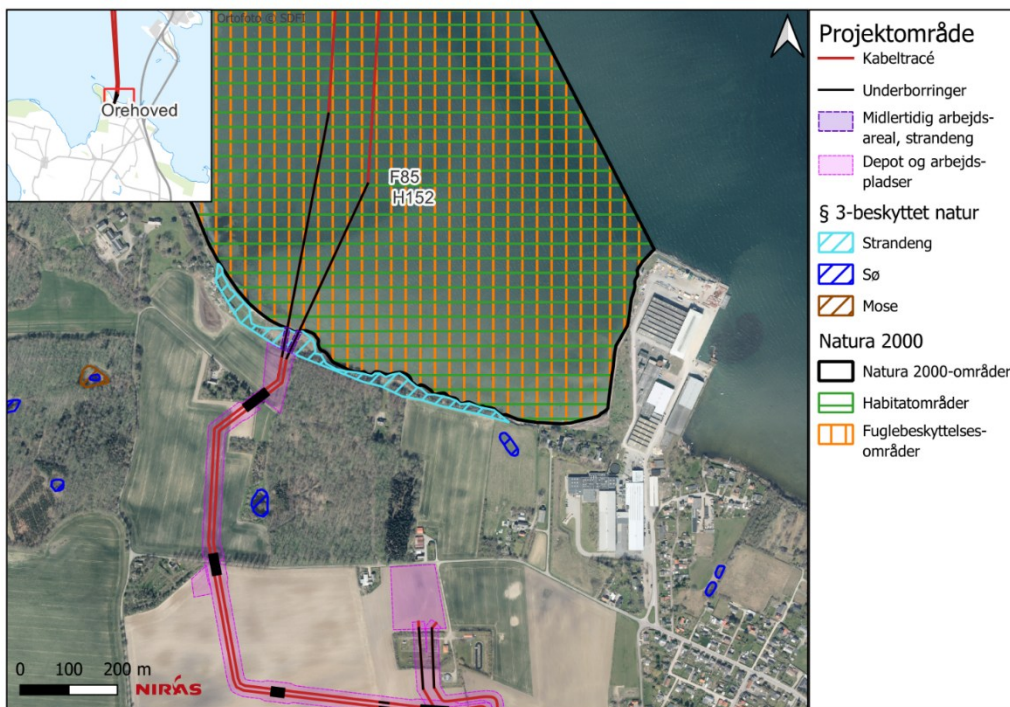 Ortofoto © SDFI
Orehoved
F85
H152
0 100 200 m
NIRAS
Projektområde
Kabeltracé
Underborringer
Midlertidig arbejds-
areal, strandeng
Depot og arbejds-
pladser
§ 3-beskyttet natur
Strandeng
Sø
Mose
Natura 2000
Natura 2000-områder
Habitatområder
Fuglebeskyttelses-
områder